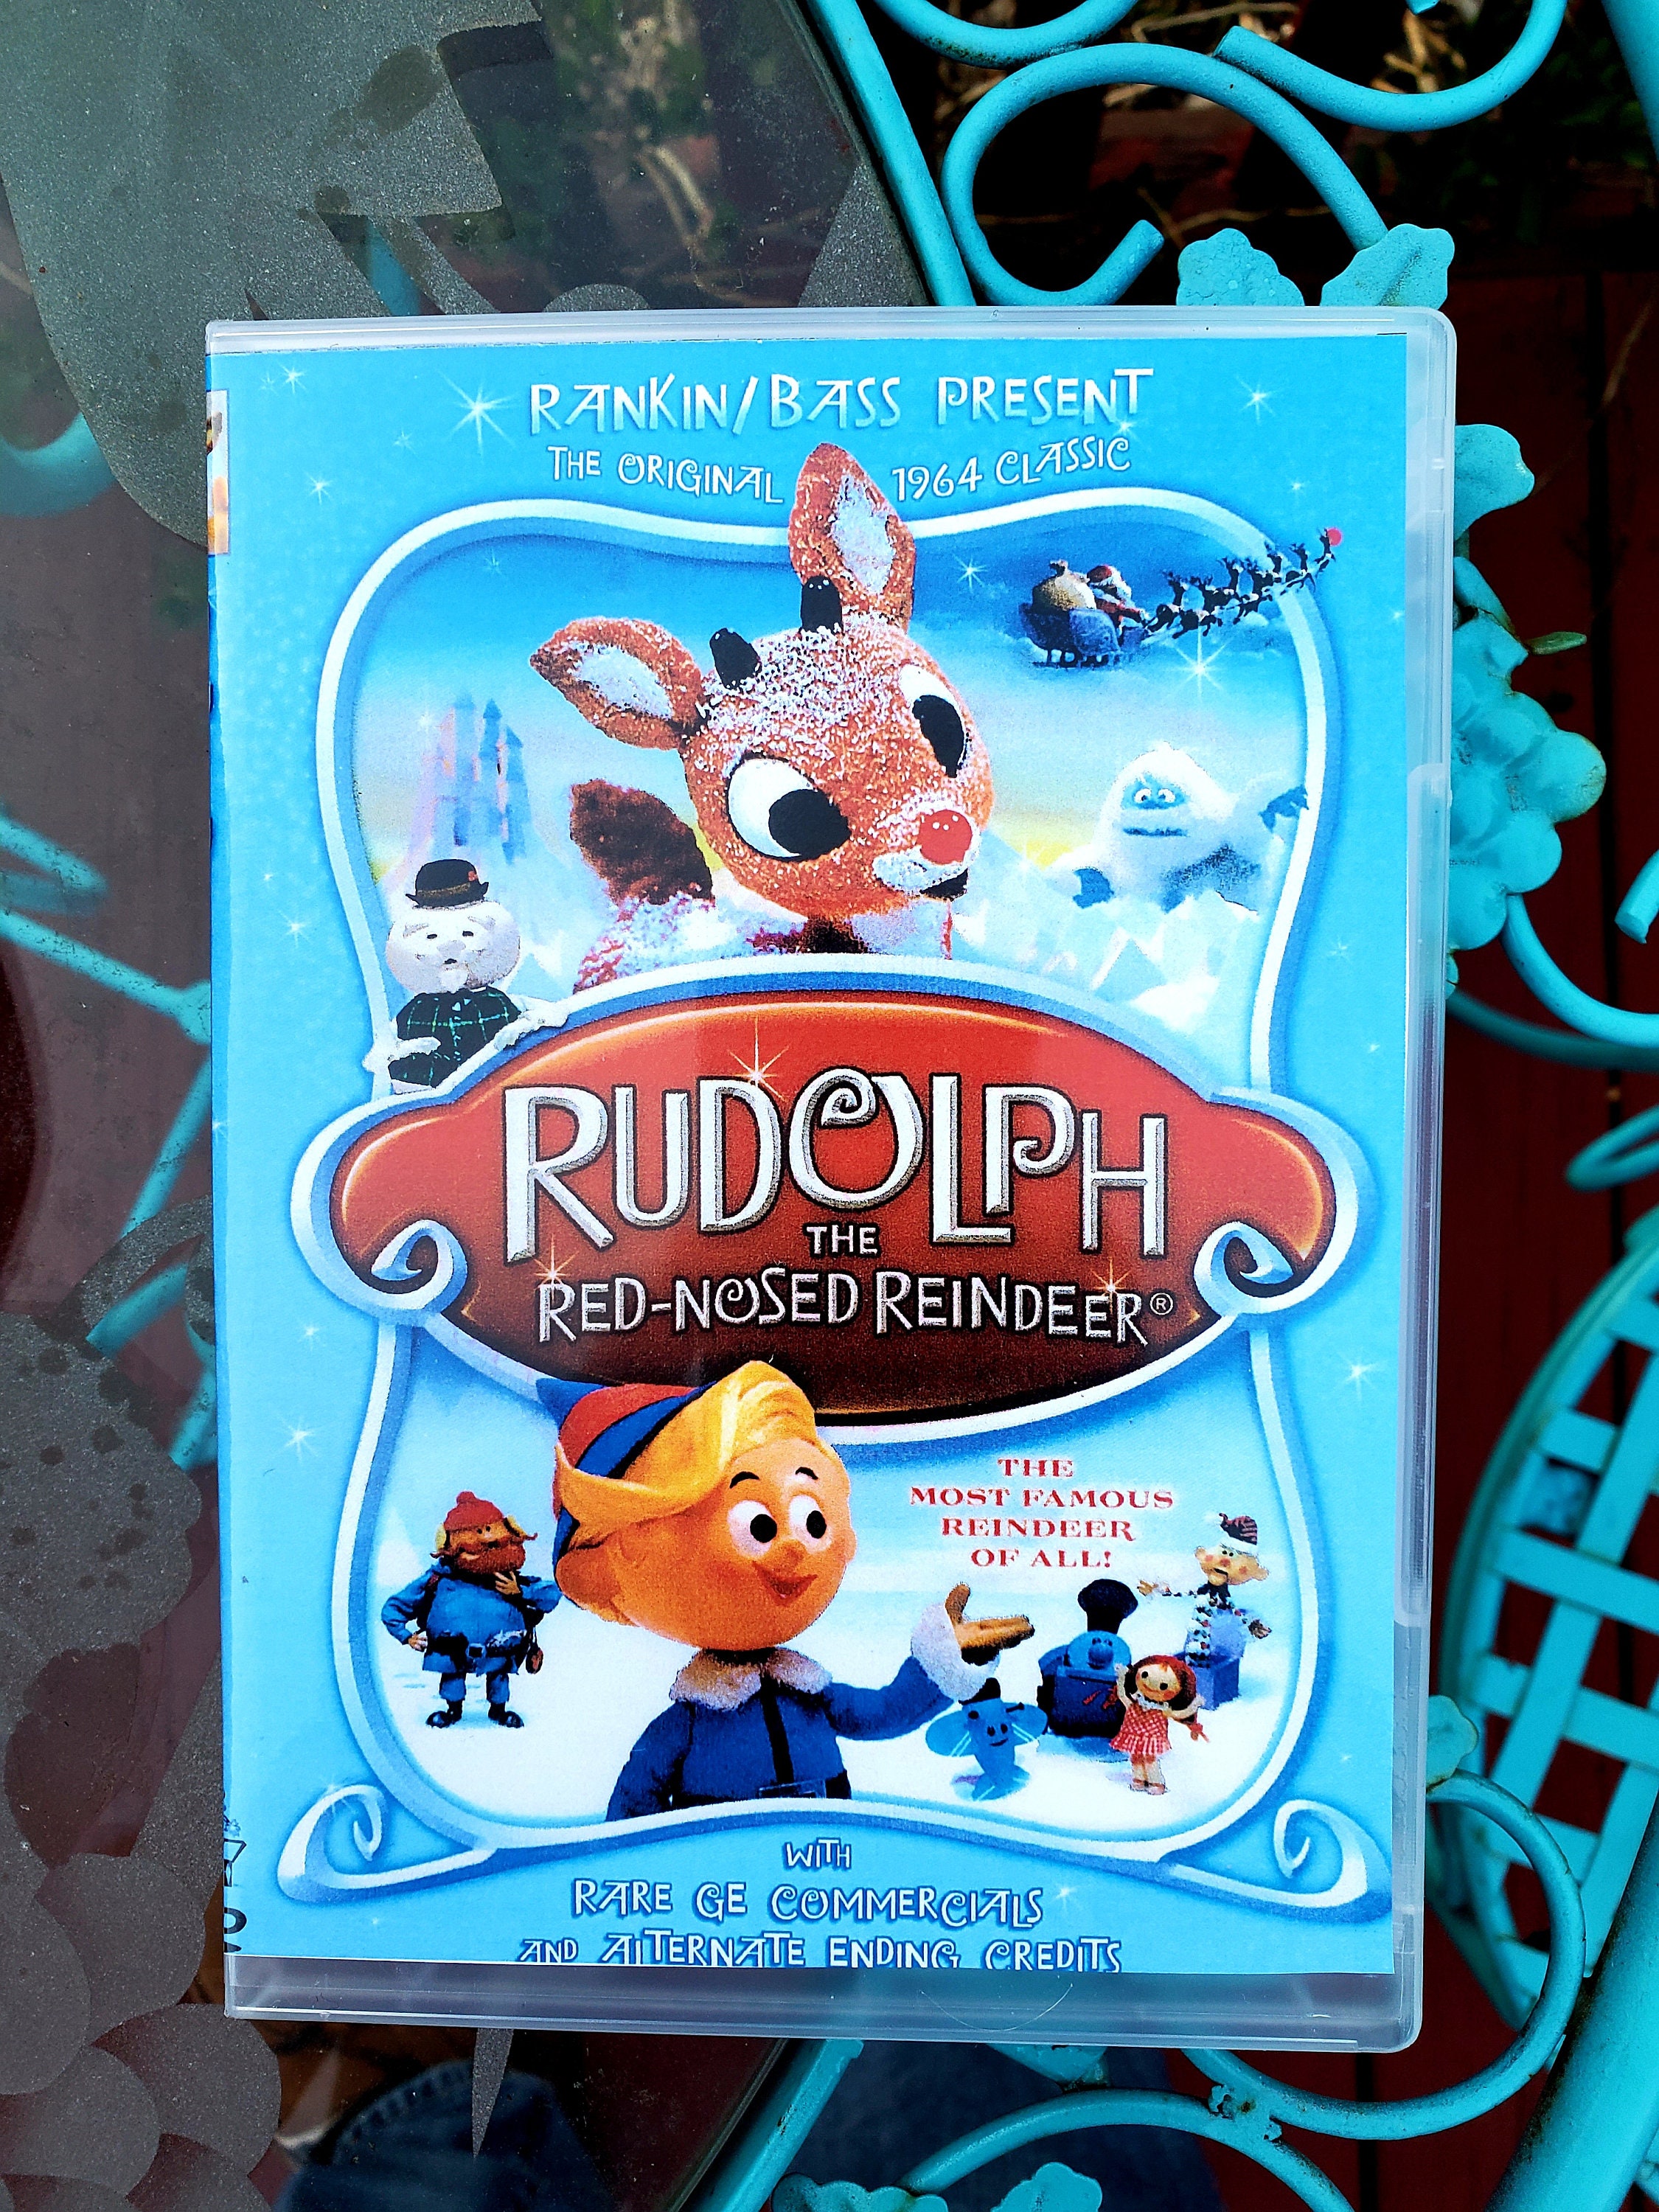 RANKIN/BASS PRESENT
THE ORIGINAL 1964 CLASSIC
RUDOLPH
THE
RED-NOSED REINDEER®
THE
MOST FAMOUS
REINDEER
OF ALL!
WITH
RARE GE COMMERCIALS
AND ALTERNATE ENDING CREDITS